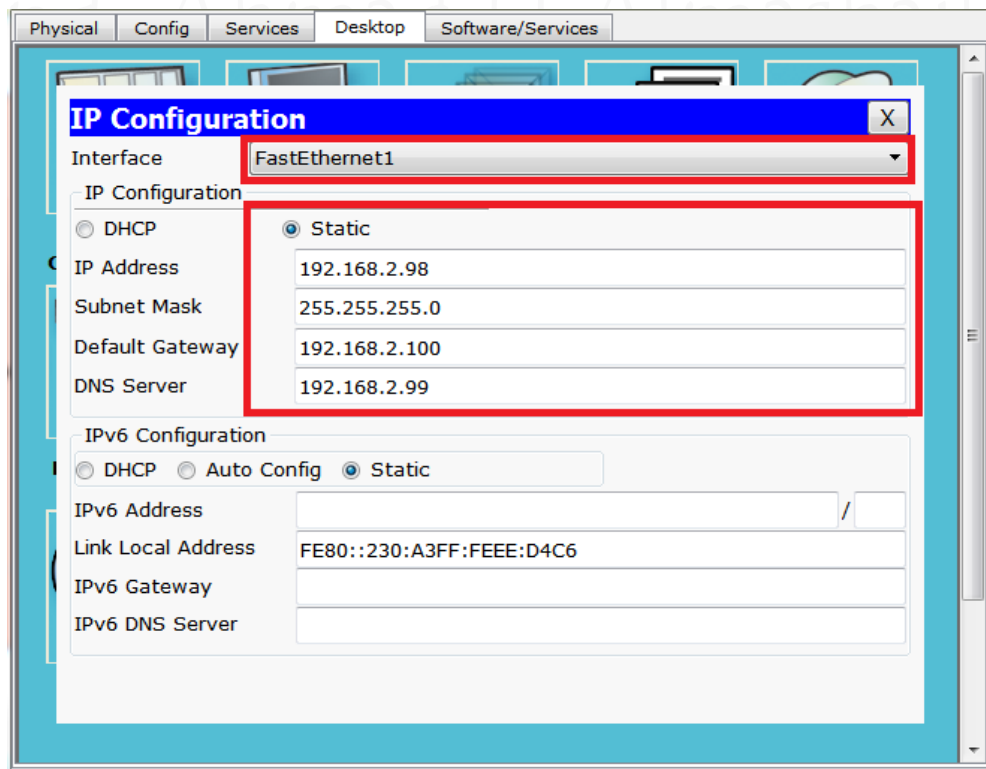 Physical Config Services Desktop Software/Services
IP Configuration X
Interface FastEthernet1
IP Configuration
DHCP Static
IP Address 192.168.2.98
Subnet Mask 255.255.255.0
Default Gateway 192.168.2.100
DNS Server 192.168.2.99
IPv6 Configuration
DHCP Auto Config Static
IPv6 Address /
Link Local Address FE80::230:A3FF:FEEE:D4C6
IPv6 Gateway
IPv6 DNS Server